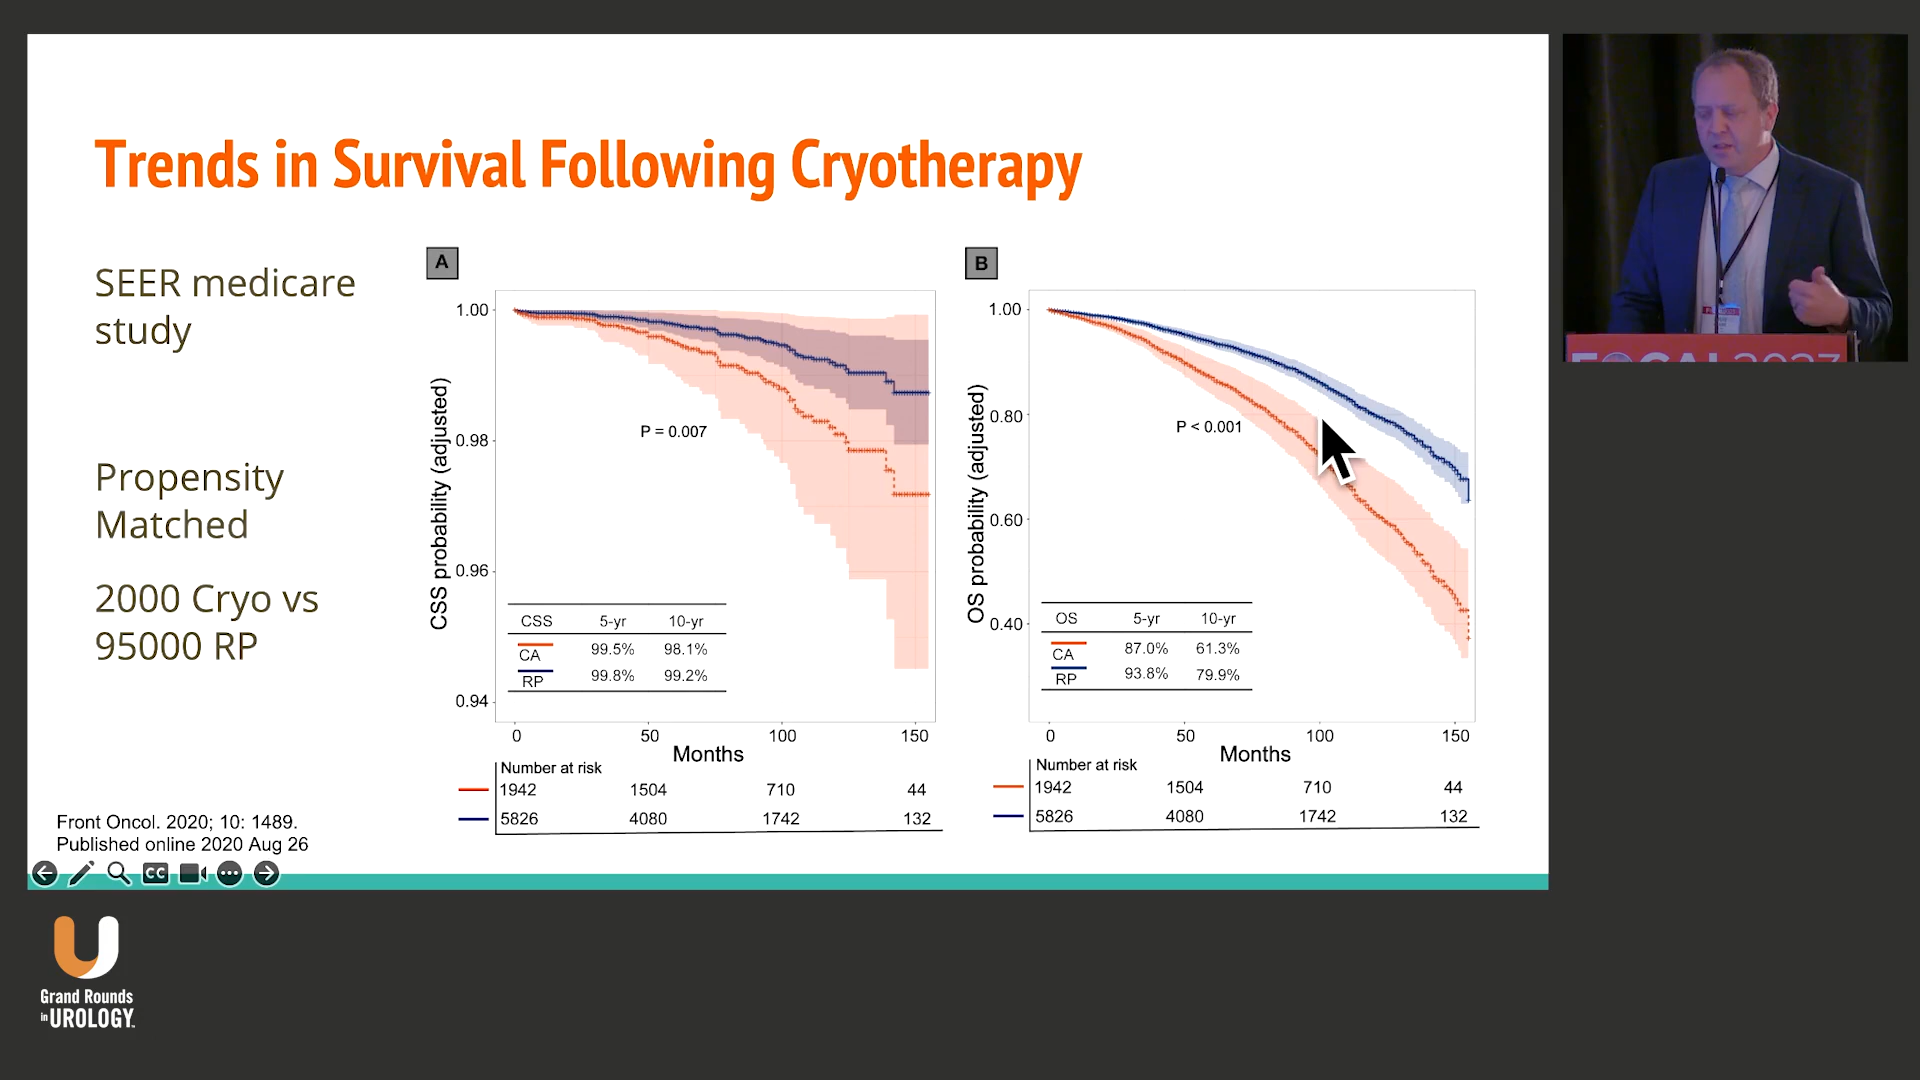 Trends in Survival Following Cryotherapy
SEER medicare
study
Propensity
Matched
2000 Cryo vs
95000 RP
A
CSS probability (adjusted)
1.00
0.98
0.96
0.94
P = 0.007
CSS 5-yr 10-yr
CA 99.5% 98.1%
RP 99.8% 99.2%
0 50 100 150
Months
Number at risk
1942 1504 710 44
5826 4080 1742 132
B
OS probability (adjusted)
1.00
0.80
0.60
0.40
P < 0.001
OS 5-yr 10-yr
CA 87.0% 61.3%
RP 93.8% 79.9%
0 50 100 150
Months
Number at risk
1942 1504 710 44
5826 4080 1742 132
Front Oncol. 2020; 10: 1489.
Published online 2020 Aug 26
CC
Grand Rounds
in UROLOGY